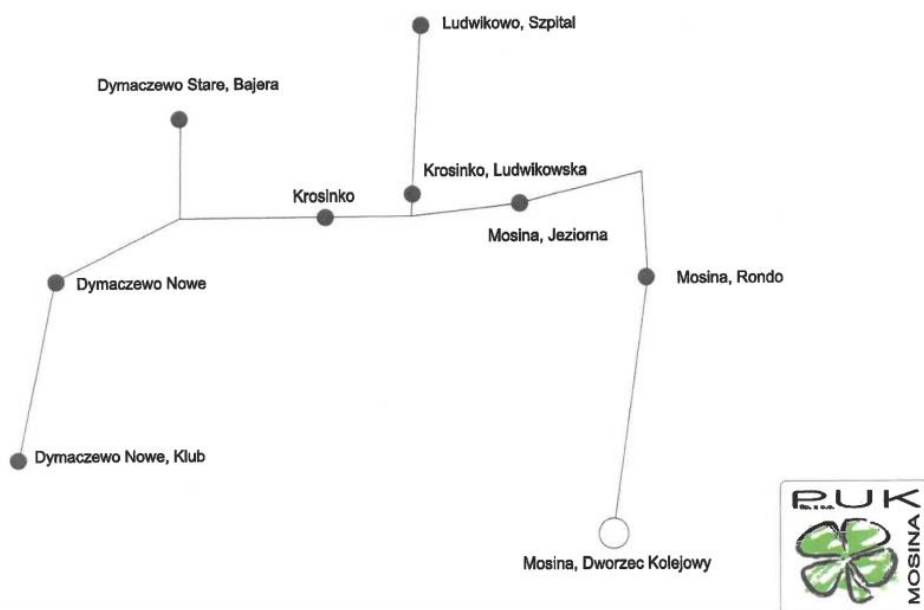 Ludwikowo, Szpital
Dymaczewo Stare, Bajera
Krosinko, Ludwikowska
Krosinko
Mosina, Jeziorna
Dymaczewo Nowe
Mosina, Rondo
Dymaczewo Nowe, Klub
PUK
Sp. z o.o.
MOSINA
Mosina, Dworzec Kolejowy